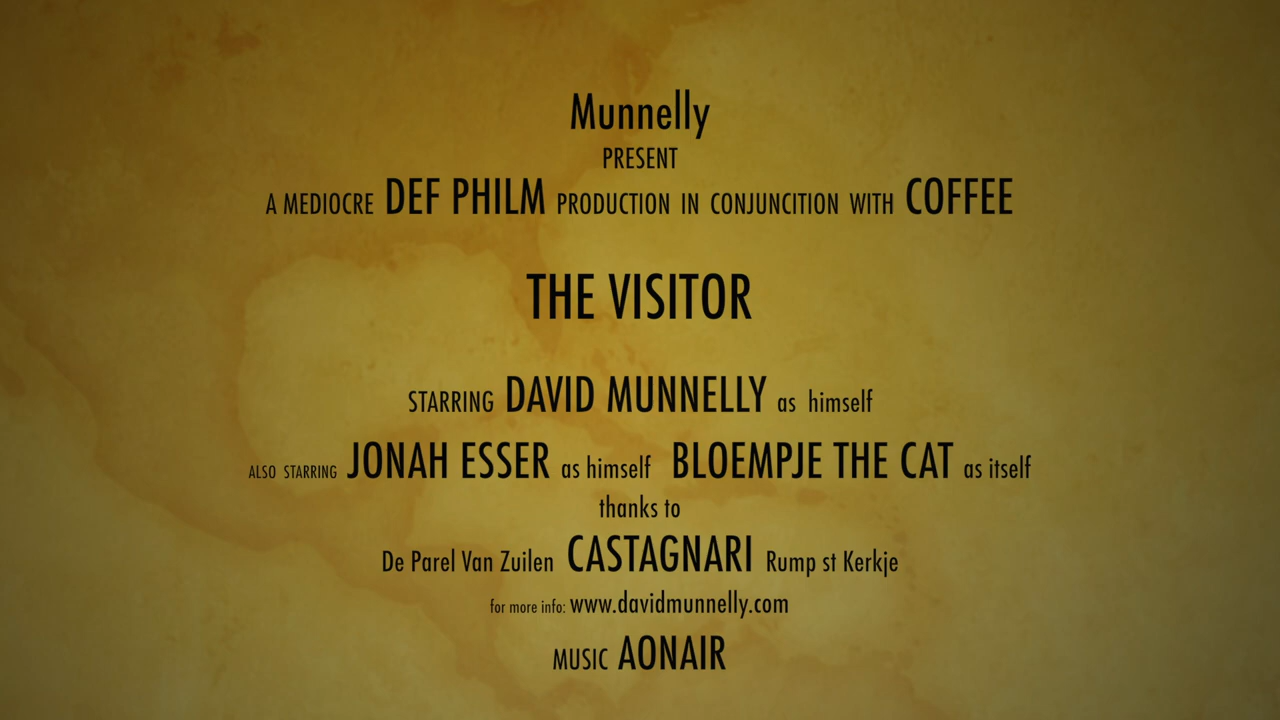 Munnelly
PRESENT
A MEDIOCRE DEF PHILM PRODUCTION IN CONJUNCITION WITH COFFEE
THE VISITOR
STARRING DAVID MUNNELLY as himself
ALSO STARRING JONAH ESSER as himself BLOEMPJE THE CAT as itself
thanks to
De Parel Van Zuilen CASTAGNARI Rump st Kerkje
for more info: www.davidmunnelly.com
MUSIC AONAIR